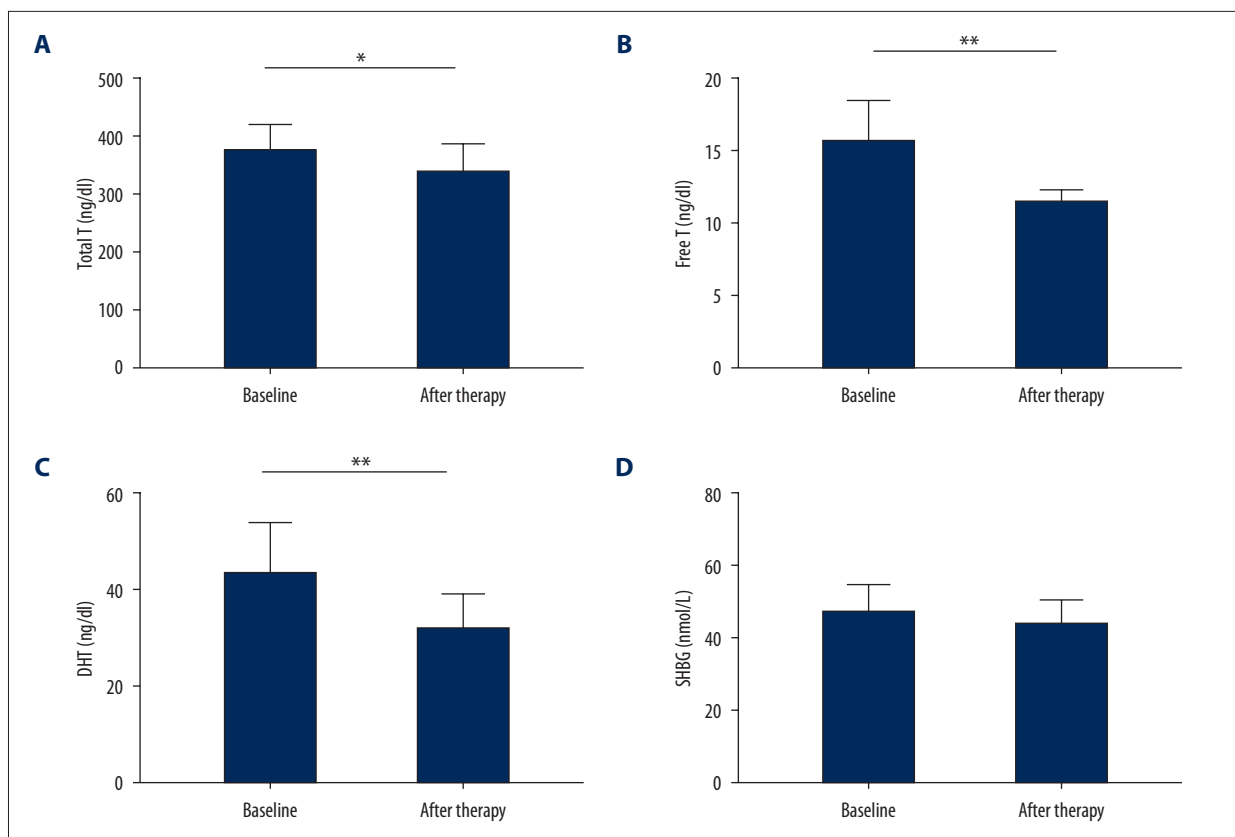 A
*
500
400
300
200
100
0
Total T (ng/dl)
Baseline After therapy
B
**
20
15
10
5
0
Free T (ng/dl)
Baseline After therapy
C
**
60
40
20
0
DHT (ng/dl)
Baseline After therapy
D
80
60
40
20
0
SHBG (nmol/L)
Baseline After therapy